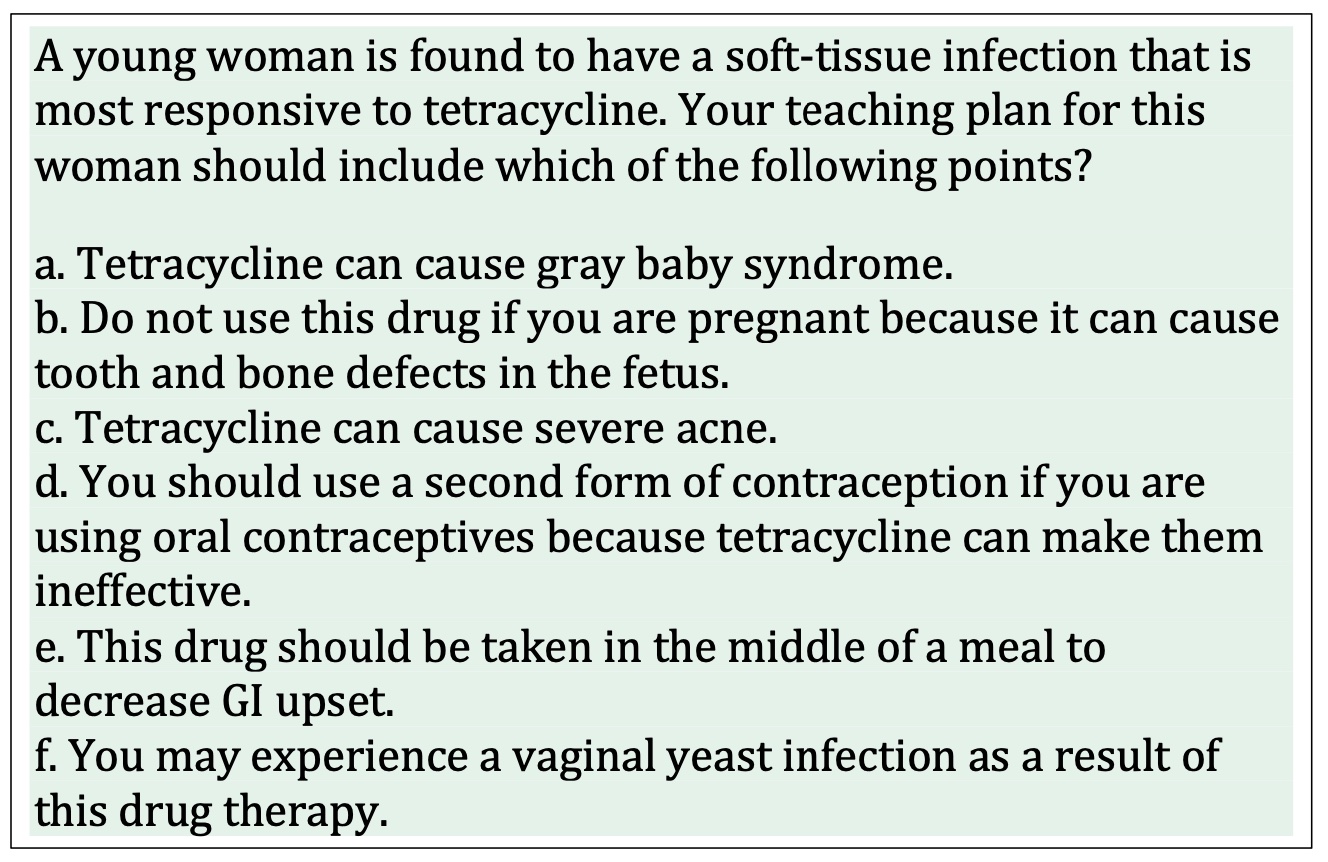 A young woman is found to have a soft-tissue infection that is
most responsive to tetracycline. Your teaching plan for this
woman should include which of the following points?
a. Tetracycline can cause gray baby syndrome.
b. Do not use this drug if you are pregnant because it can cause
tooth and bone defects in the fetus.
c. Tetracycline can cause severe acne.
d. You should use a second form of contraception if you are
using oral contraceptives because tetracycline can make them
ineffective.
e. This drug should be taken in the middle of a meal to
decrease GI upset.
f. You may experience a vaginal yeast infection as a result of
this drug therapy.